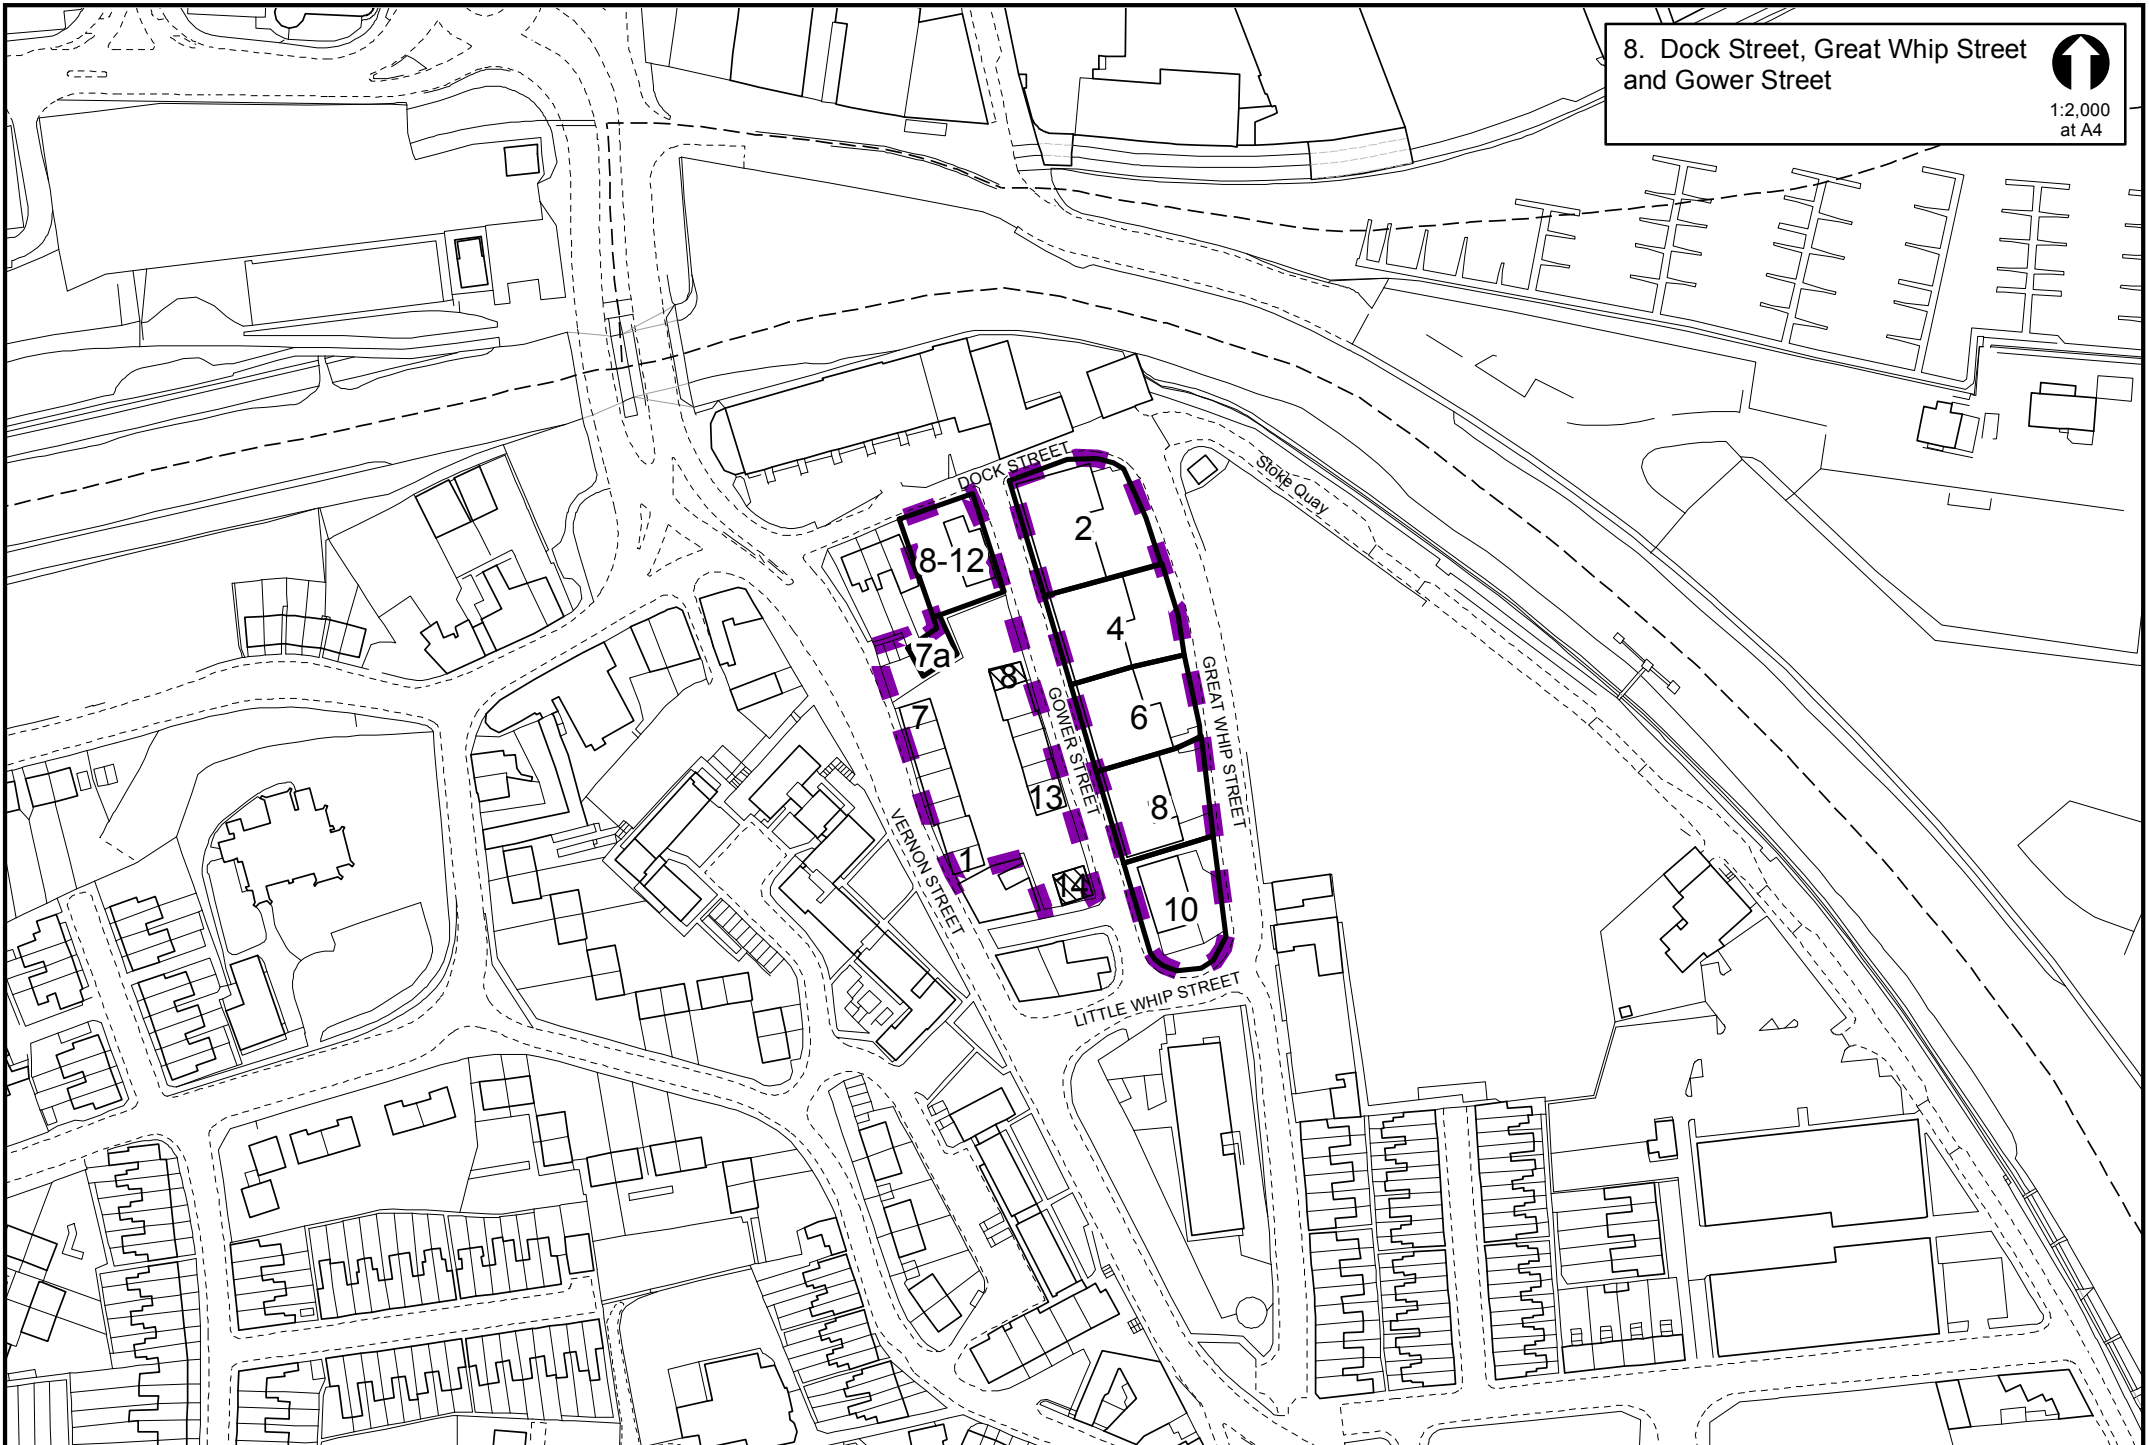 8. Dock Street, Great Whip Street
and Gower Street
1:2,000
at A4
DOCK STREET
Stoke Quay
2
8-12
4
7a
8
GOWER STREET
GREAT WHIP STREET
7
6
13
8
VERNON STREET
1
14
10
LITTLE WHIP STREET